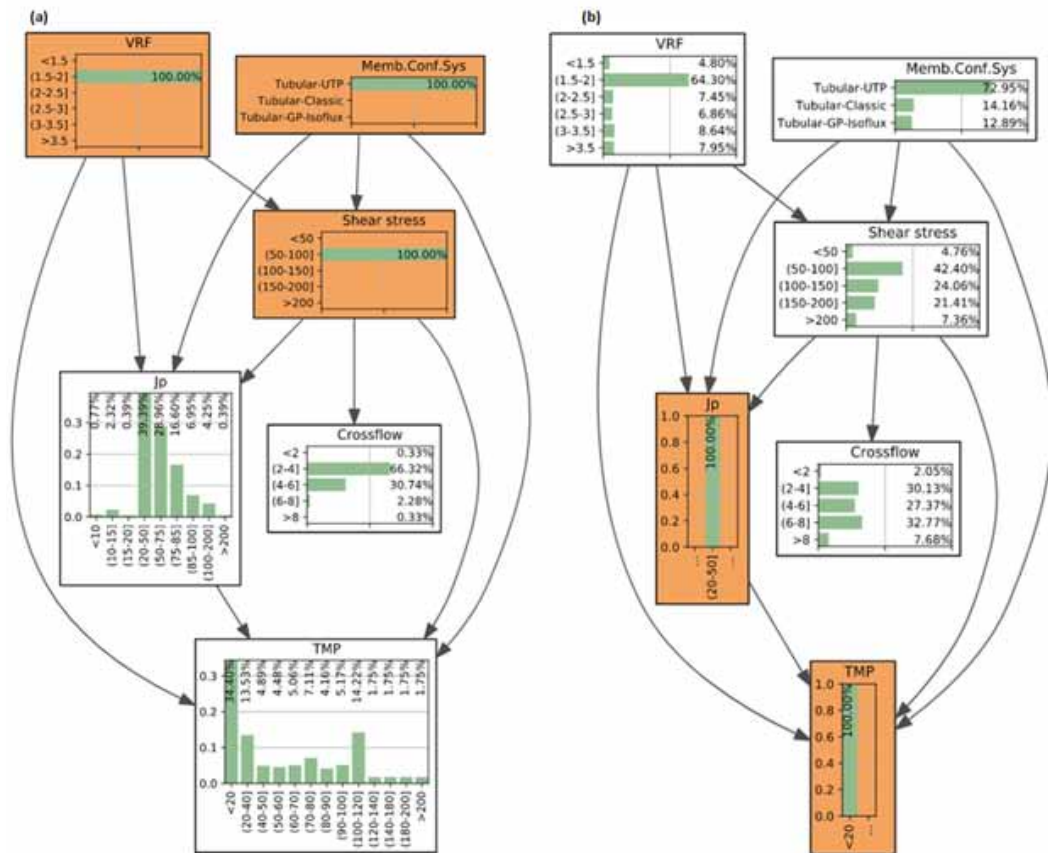 (a)
VRF
<1.5
(1.5-2] 100.00%
(2-2.5]
(2.5-3]
(3-3.5]
>3.5
Memb.Conf.Sys
Tubular-UTP 100.00%
Tubular-Classic
Tubular-GP-Isoflux
Shear stress
<50
(50-100] 100.00%
(100-150]
(150-200]
>200
Jp
0.77% 2.32% 0.39% 39.39% 28.96% 16.60% 6.95% 4.25% 0.39%
0.3
0.2
0.1
0.0
<10 (10-15] (15-20] (20-50] (50-75] (75-85] (85-100] (100-200] >200
Crossflow
<2 0.33%
(2-4] 66.32%
(4-6] 30.74%
(6-8] 2.28%
>8 0.33%
TMP
34.40% 13.53% 4.89% 4.48% 5.06% 7.11% 4.16% 5.17% 14.22% 1.75% 1.75% 1.75% 1.75%
0.3
0.2
0.1
0.0
<20 (20-40] (40-50] (50-60] (60-70] (70-80] (80-90] (90-100] (100-120] (120-140] (140-180] (180-200] >200
(b)
VRF
<1.5 4.80%
(1.5-2] 64.30%
(2-2.5] 7.45%
(2.5-3] 6.86%
(3-3.5] 8.64%
>3.5 7.95%
Memb.Conf.Sys
Tubular-UTP 72.95%
Tubular-Classic 14.16%
Tubular-GP-Isoflux 12.89%
Shear stress
<50 4.76%
(50-100] 42.40%
(100-150] 24.06%
(150-200] 21.41%
>200 7.36%
Jp
100.00%
1.0
0.8
0.6
0.4
0.2
0.0
... (20-50] ...
Crossflow
<2 2.05%
(2-4] 30.13%
(4-6] 27.37%
(6-8] 32.77%
>8 7.68%
TMP
100.00%
1.0
0.8
0.6
0.4
0.2
0.0
<20 ...